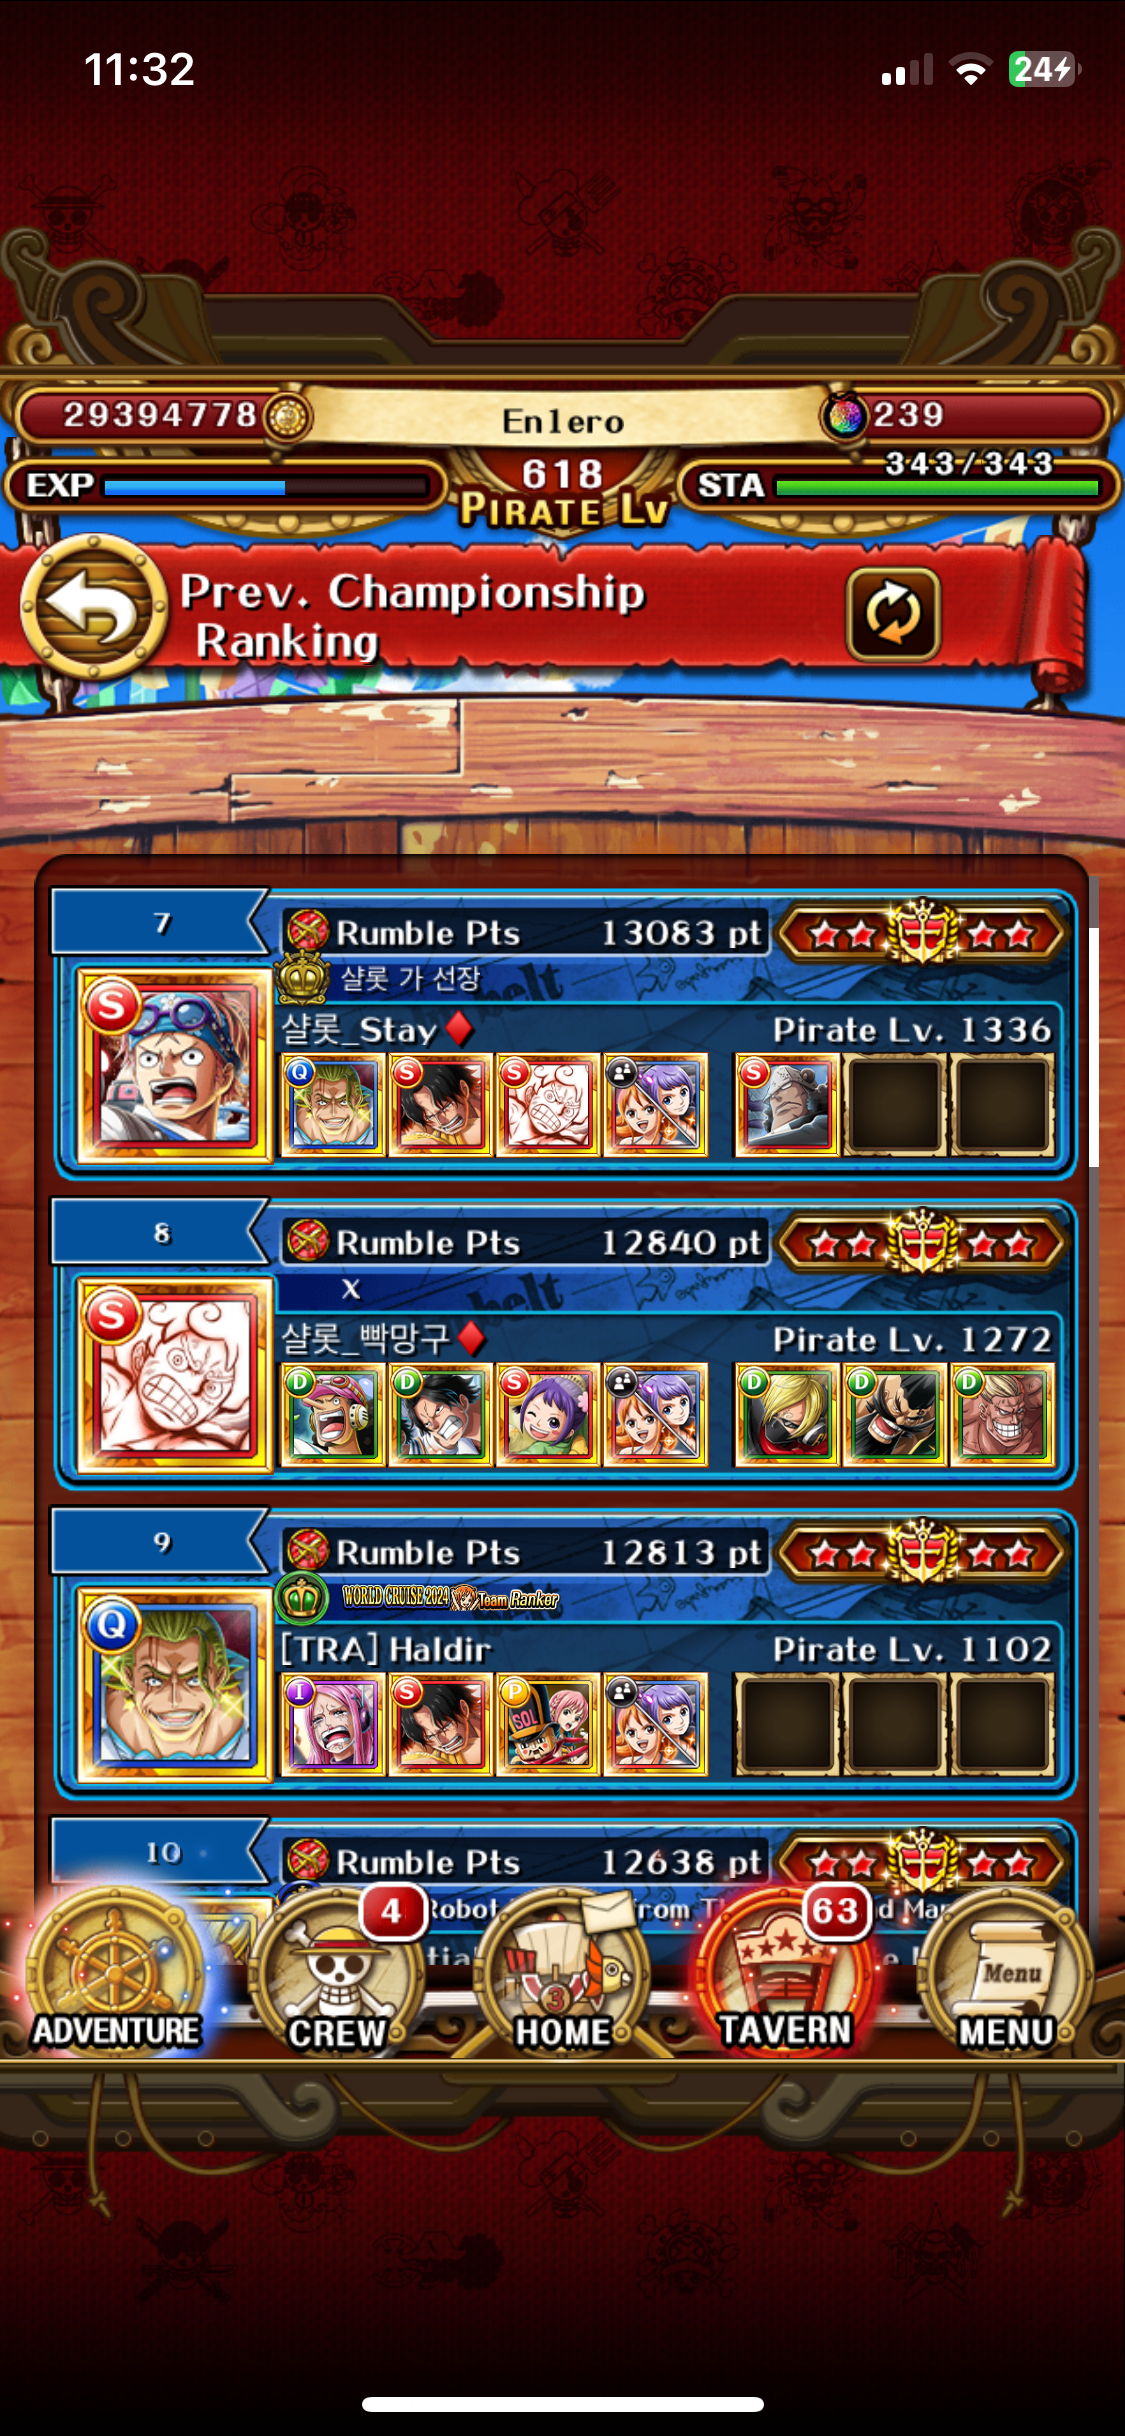 11:32
24
29394778
En1ero
239
EXP
618
PIRATE Lv
STA
343/343
Prev. Championship
Ranking
7
Rumble Pts 13083 pt
샬롯 가 선장
샬롯_Stay♦
Pirate Lv. 1336
S
Q S S S
8
Rumble Pts 12840 pt
X
샬롯_빡망구♦
Pirate Lv. 1272
S
D D S D D D
9
Rumble Pts 12813 pt
WORLD CRUISE 2024 Team Ranker
[TRA] Haldir
Pirate Lv. 1102
Q
I S P
SOL
10
Rumble Pts 12638 pt
4
63
3
Menu
ADVENTURE
CREW
HOME
TAVERN
MENU